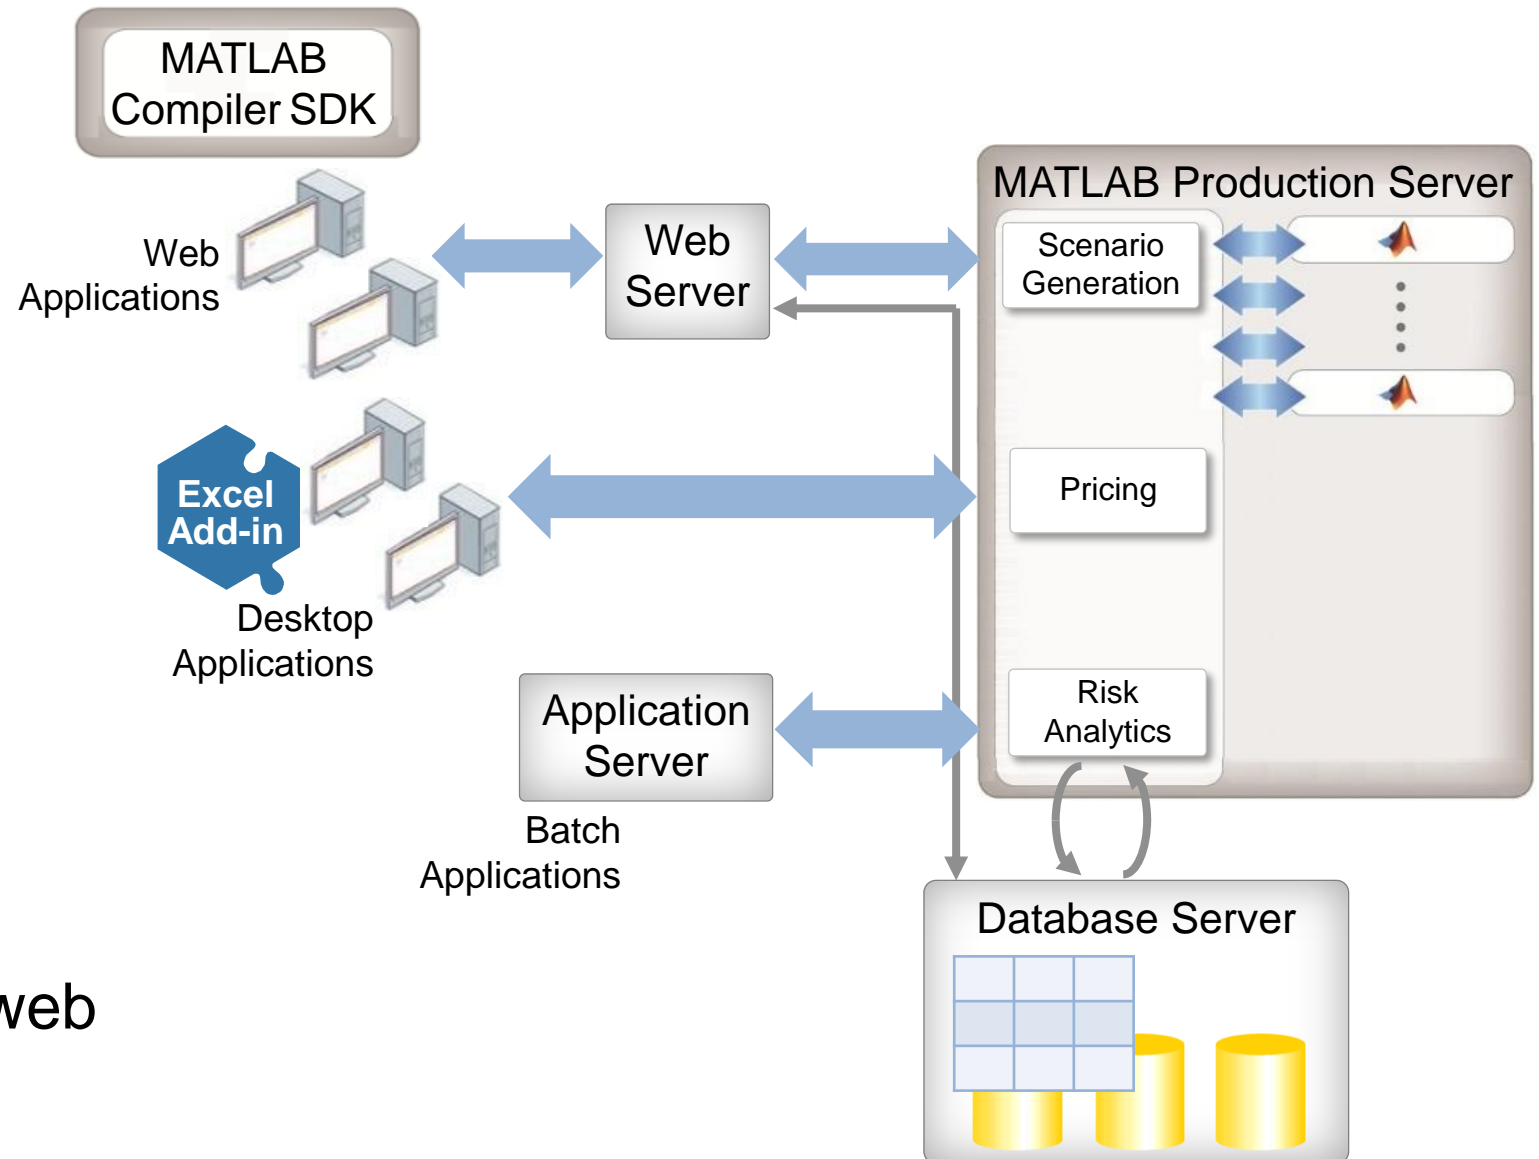 MATLAB
Compiler SDK
MATLAB Production Server
Web
Applications
Web
Server
Scenario
Generation
Excel
Add-in
Pricing
Desktop
Applications
Application
Server
Risk
Analytics
Batch
Applications
Database Server
web